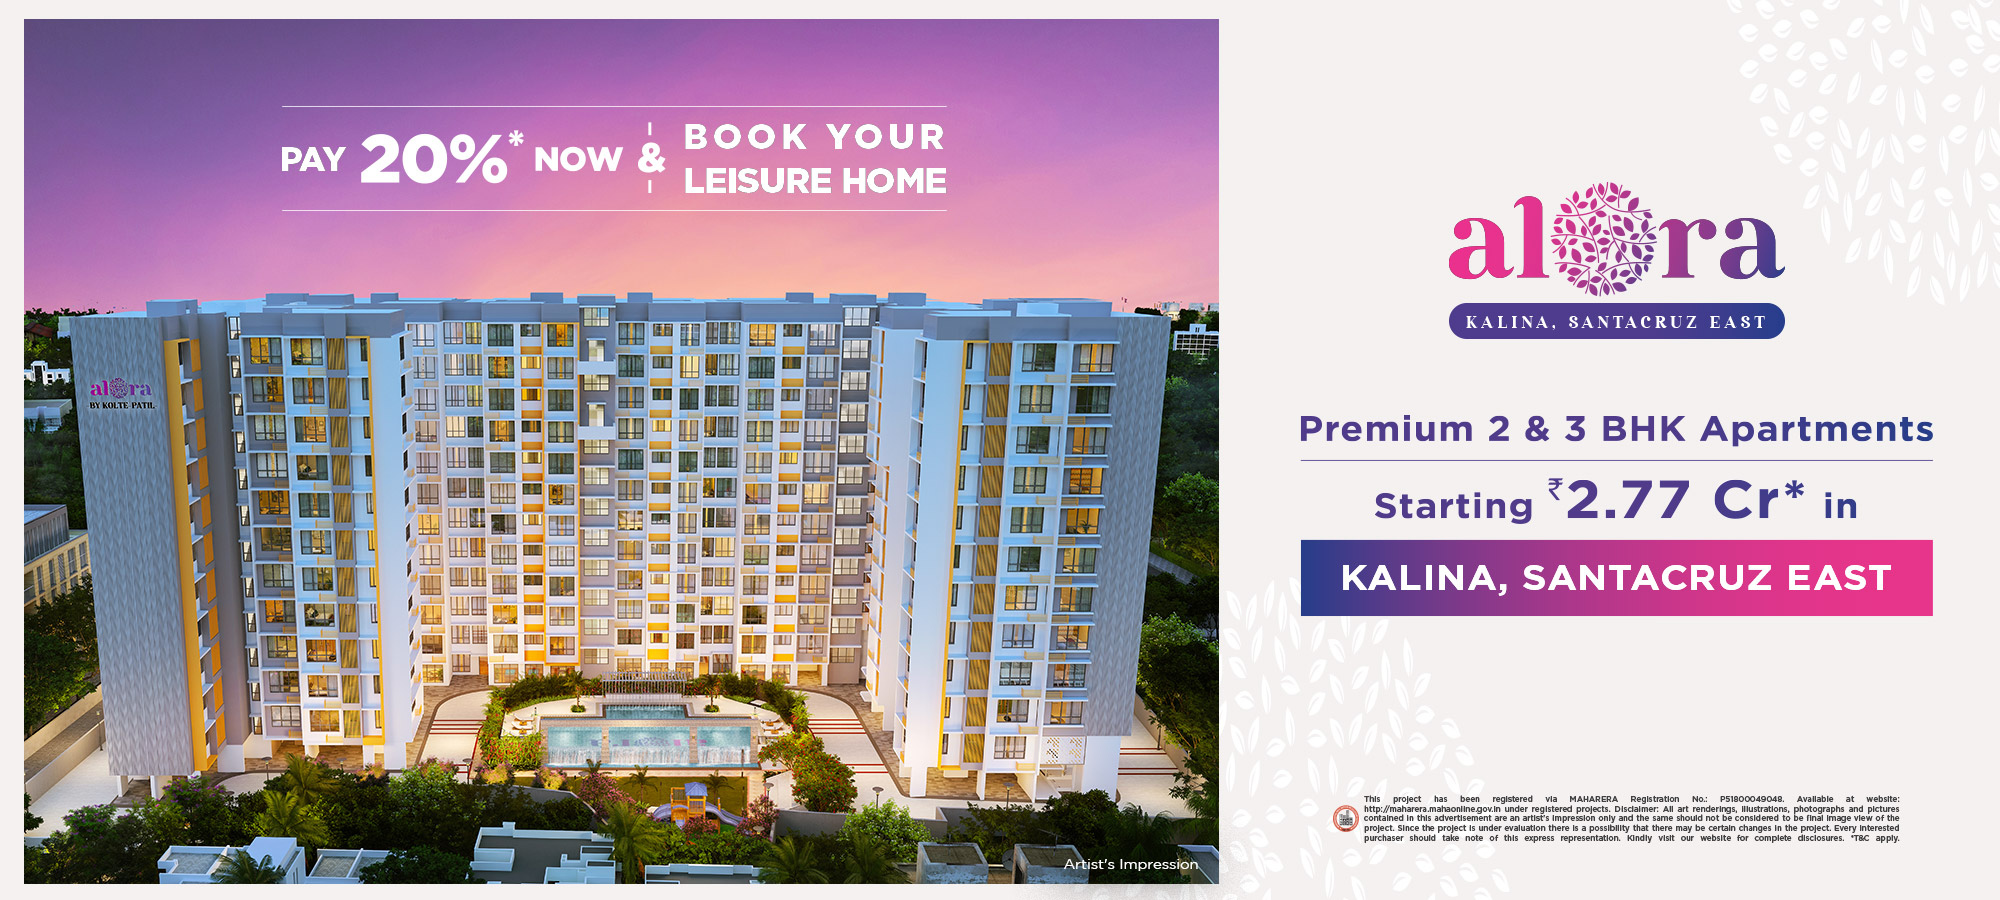 PAY 20%* NOW & BOOK YOUR
LEISURE HOME
alora
BY KOLTE-PATIL
Artist's Impression
alora
KALINA, SANTACRUZ EAST
Premium 2 & 3 BHK Apartments
Starting ₹2.77 Cr* in
KALINA, SANTACRUZ EAST
This project has been registered via MAHARERA Registration No.: P51800049048. Available at website:
http://maharera.mahaonline.gov.in under registered projects. Disclaimer: All art renderings, illustrations, photographs and pictures
contained in this advertisement are an artist's impression only and the same should not be considered to be final image view of the
project. Since the project is under evaluation there is a possibility that there may be certain changes in the project. Every interested
purchaser should take note of this express representation. Kindly visit our website for complete disclosures. *T&C apply.